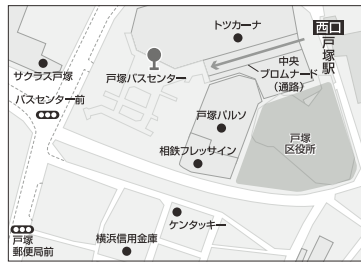 トツカーナ
西口
戸塚駅
サクラス戸塚
戸塚バスセンター
中央
プロムナード
(通路)
バスセンター前
戸塚パルソ
戸塚
区役所
相鉄フレッサイン
ケンタッキー
戸塚
郵便局前
横浜信用金庫